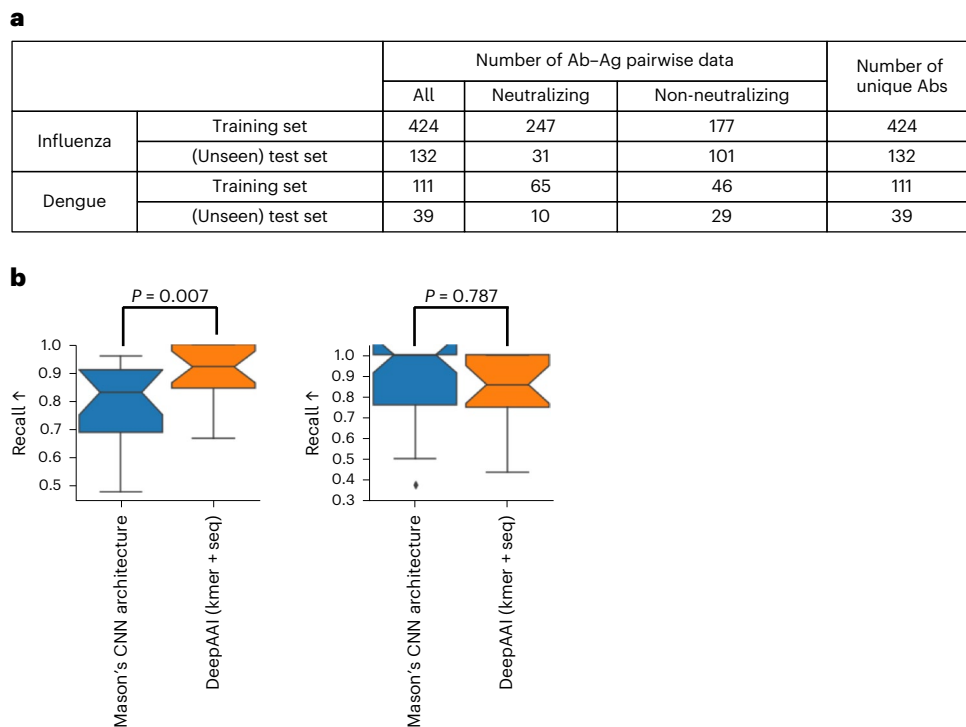 a
Number of Ab–Ag pairwise data
Number of
unique Abs
All Neutralizing Non-neutralizing
Influenza
Training set 424 247 177 424
(Unseen) test set 132 31 101 132
Dengue
Training set 111 65 46 111
(Unseen) test set 39 10 29 39
b
P = 0.007
Recall ↑
1.0
0.9
0.8
0.7
0.6
0.5
Mason's CNN architecture
DeepAAI (kmer + seq)
P = 0.787
Recall ↑
1.0
0.9
0.8
0.7
0.6
0.5
0.4
0.3
Mason's CNN architecture
DeepAAI (kmer + seq)